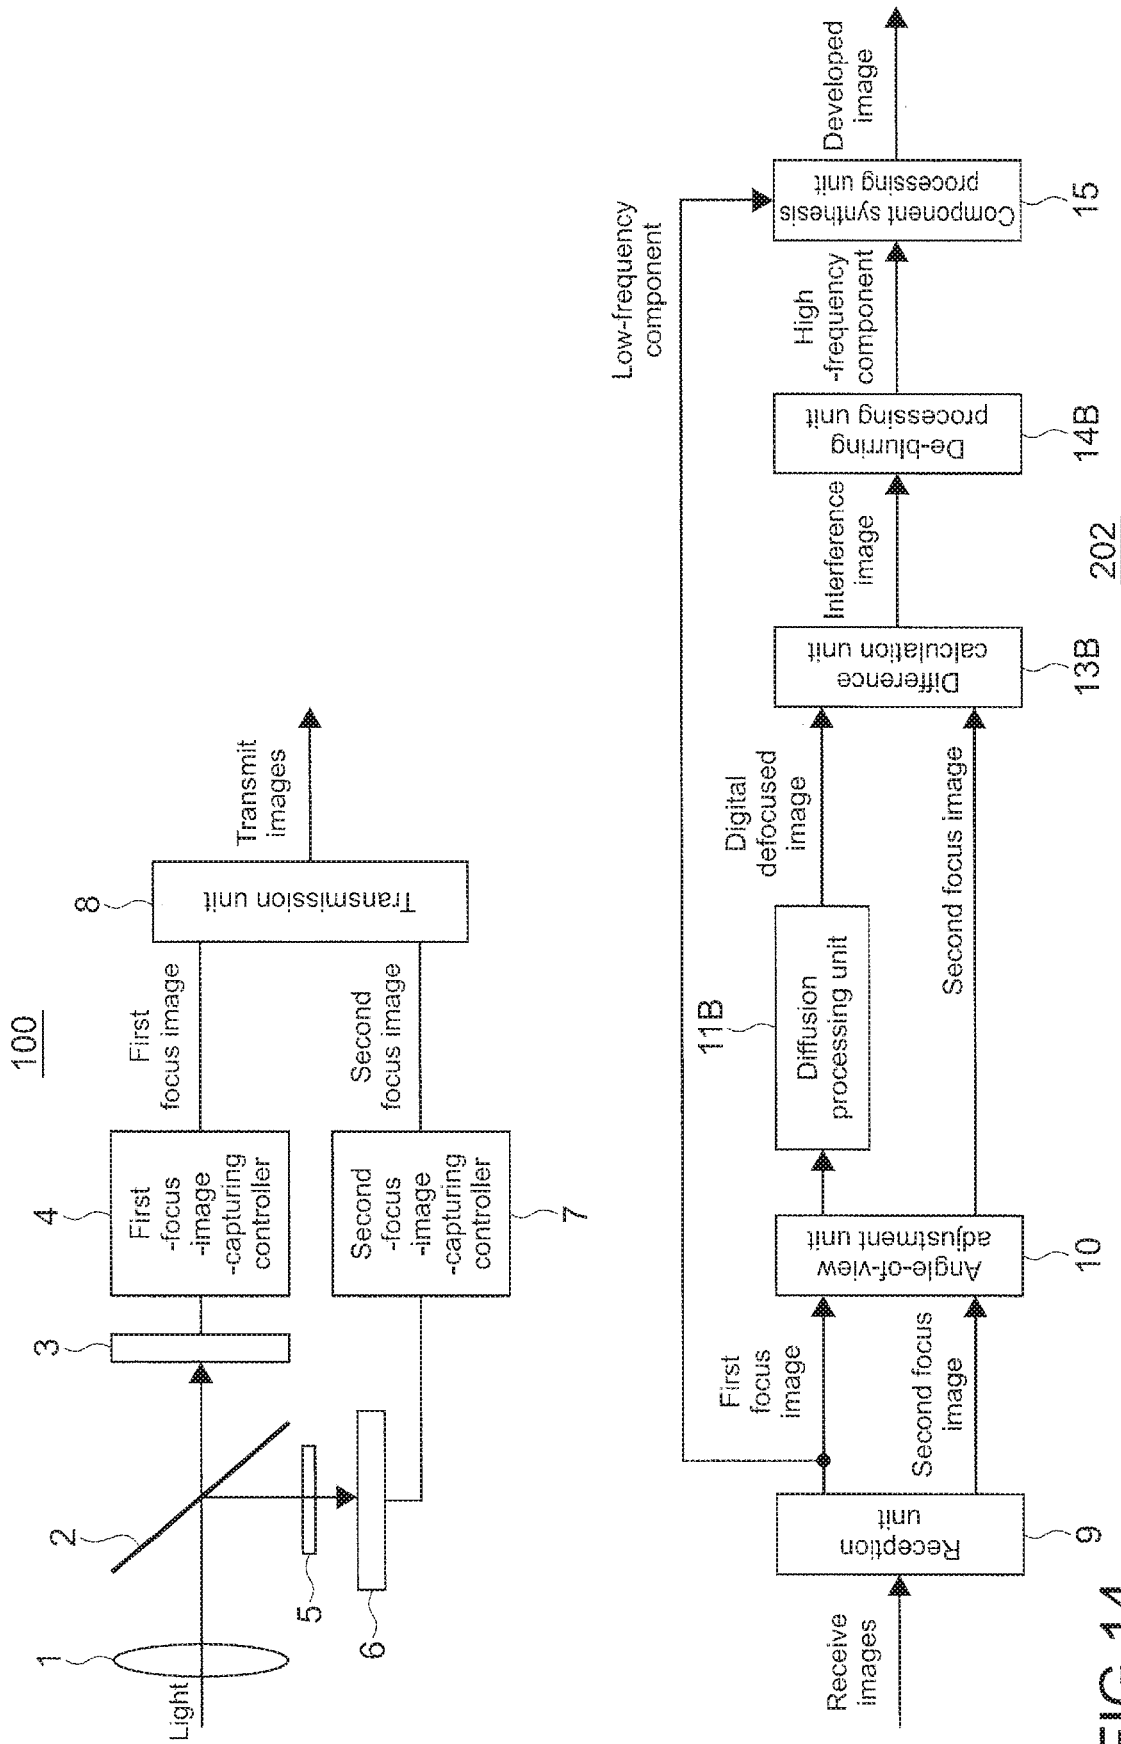 100
Light
1
2
3
5
6
4
First
-focus
-image
-capturing
controller
Second
-focus
-image
-capturing
controller
7
First
focus image
Second
focus image
8
Transmission unit
Transmit
images
Receive
images
Reception
unit
9
First
focus
image
Second focus
image
Angle-of-view
adjustment unit
10
11B
Diffusion
processing unit
Digital
defocused
image
Second focus image
Difference
calculation unit
13B
Interference
image
De-blurring
processing unit
14B
High
-frequency
component
Low-frequency
component
Component synthesis
processing unit
15
Developed
image
202
FIG.14